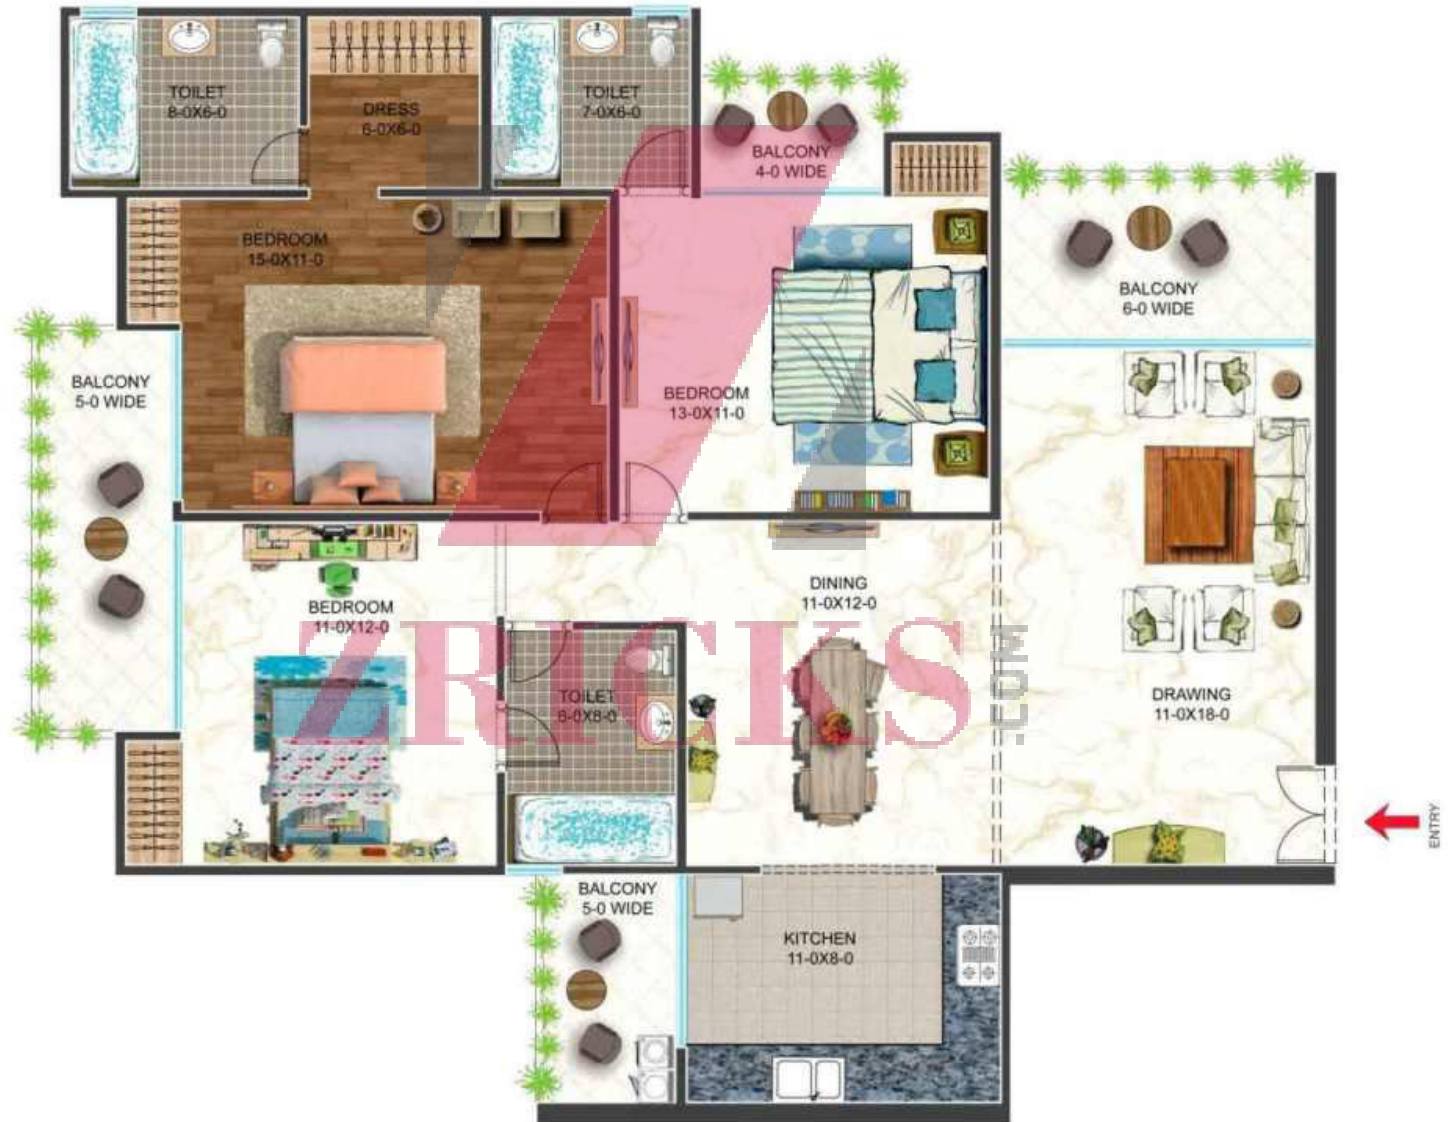 TOILET
8-0X6-0
DRESS
6-0X6-0
TOILET
7-0X6-0
BALCONY
4-0 WIDE
BEDROOM
15-0X11-0
BALCONY
6-0 WIDE
BALCONY
5-0 WIDE
BEDROOM
13-0X11-0
DINING
11-0X12-0
BEDROOM
11-0X12-0
ZRICKS
.COM
TOILET
6-0X8-0
DRAWING
11-0X18-0
ENTRY
BALCONY
5-0 WIDE
KITCHEN
11-0X8-0